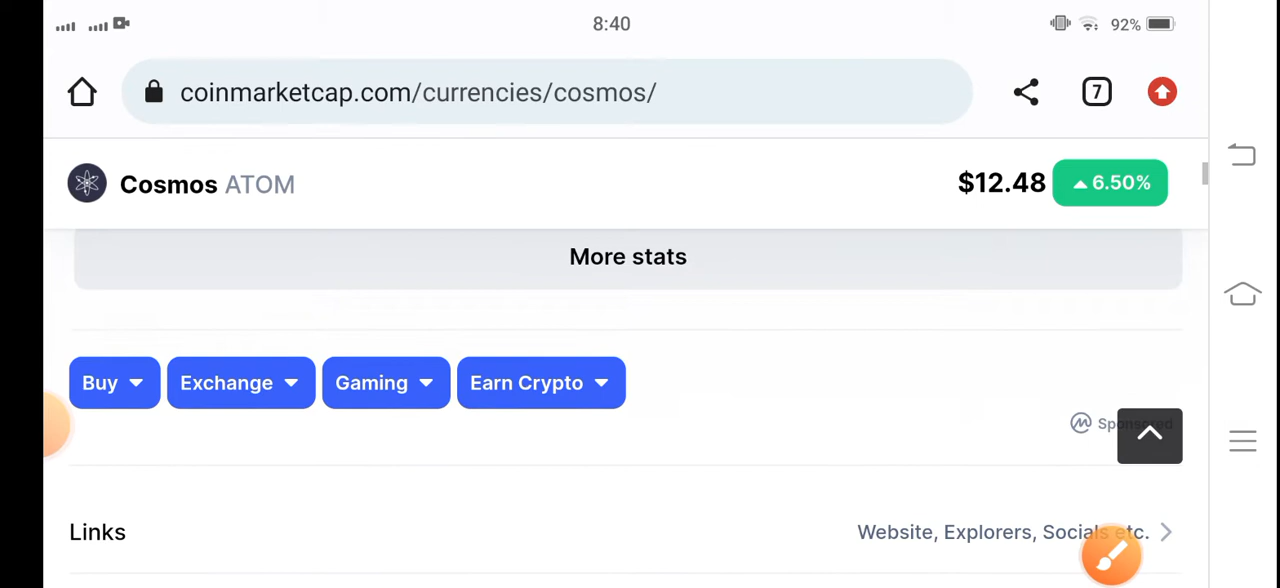 8:40
92%
coinmarketcap.com/currencies/cosmos/
7
Cosmos ATOM
$12.48
6.50%
More stats
Buy
Exchange
Gaming
Earn Crypto
Links
Website, Explorers, Socials etc.